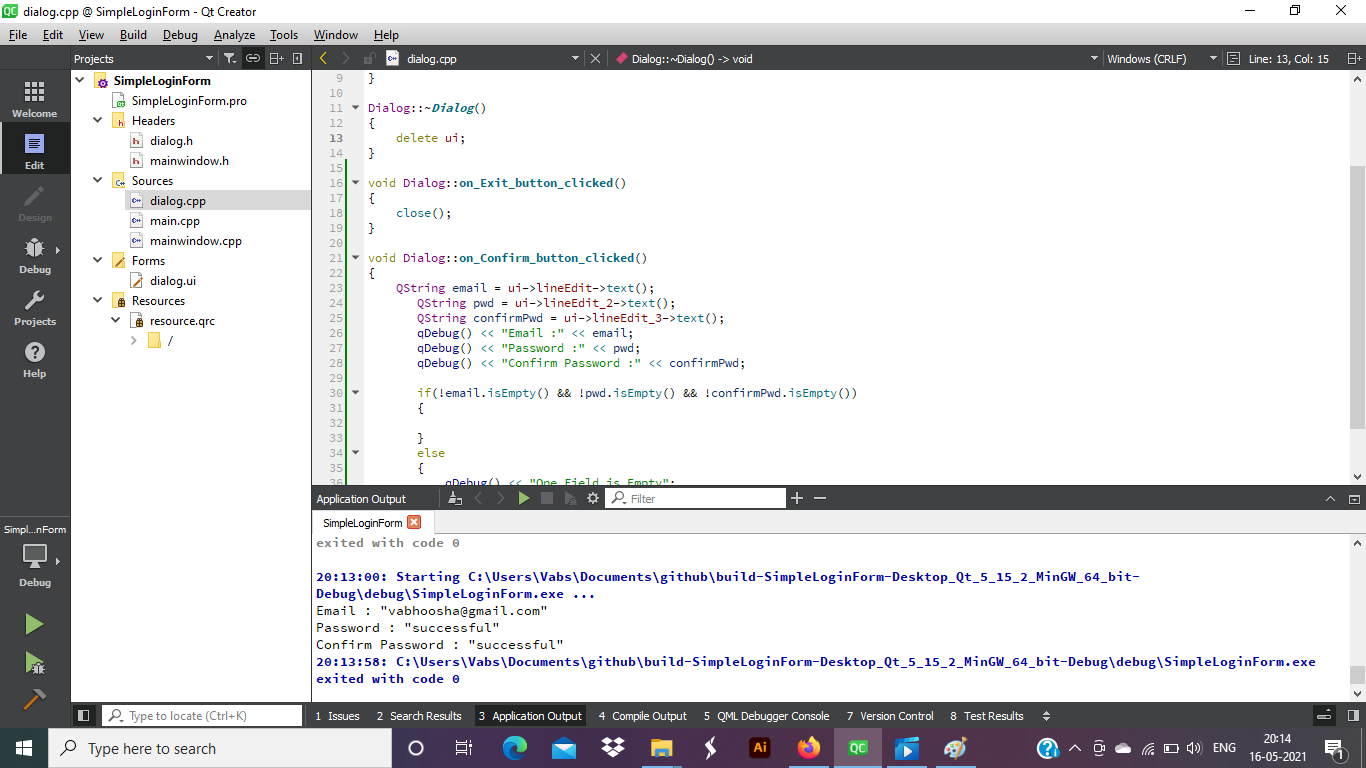 QC dialog.cpp @ SimpleLoginForm - Qt Creator
File Edit View Build Debug Analyze Tools Window Help
Projects
dialog.cpp
Dialog::~Dialog() -> void
Windows (CRLF)
Line: 13, Col: 15
Welcome
Edit
Design
Debug
Projects
Help
Simpl...nForm
Debug
SimpleLoginForm
SimpleLoginForm.pro
Headers
dialog.h
mainwindow.h
Sources
dialog.cpp
main.cpp
mainwindow.cpp
Forms
dialog.ui
Resources
resource.qrc
/
9 }
10
11 Dialog::~Dialog()
12 {
13 delete ui;
14 }
15
16 void Dialog::on_Exit_button_clicked()
17 {
18 close();
19 }
20
21 void Dialog::on_Confirm_button_clicked()
22 {
23 QString email = ui->lineEdit->text();
24 QString pwd = ui->lineEdit_2->text();
25 QString confirmPwd = ui->lineEdit_3->text();
26 qDebug() << "Email :" << email;
27 qDebug() << "Password :" << pwd;
28 qDebug() << "Confirm Password :" << confirmPwd;
29
30 if(!email.isEmpty() && !pwd.isEmpty() && !confirmPwd.isEmpty())
31 {
32
33 }
34 else
35 {
36 qDebug() << "One Field is Empty";
Application Output
Filter
SimpleLoginForm
exited with code 0
20:13:00: Starting C:\Users\Vabs\Documents\github\build-SimpleLoginForm-Desktop_Qt_5_15_2_MinGW_64_bit-
Debug\debug\SimpleLoginForm.exe ...
Email : "vabhoosha@gmail.com"
Password : "successful"
Confirm Password : "successful"
20:13:58: C:\Users\Vabs\Documents\github\build-SimpleLoginForm-Desktop_Qt_5_15_2_MinGW_64_bit-Debug\debug\SimpleLoginForm.exe
exited with code 0
Type to locate (Ctrl+K)
1 Issues 2 Search Results 3 Application Output 4 Compile Output 5 QML Debugger Console 7 Version Control 8 Test Results
Type here to search
Ai
QC
ENG
20:14
16-05-2021
1